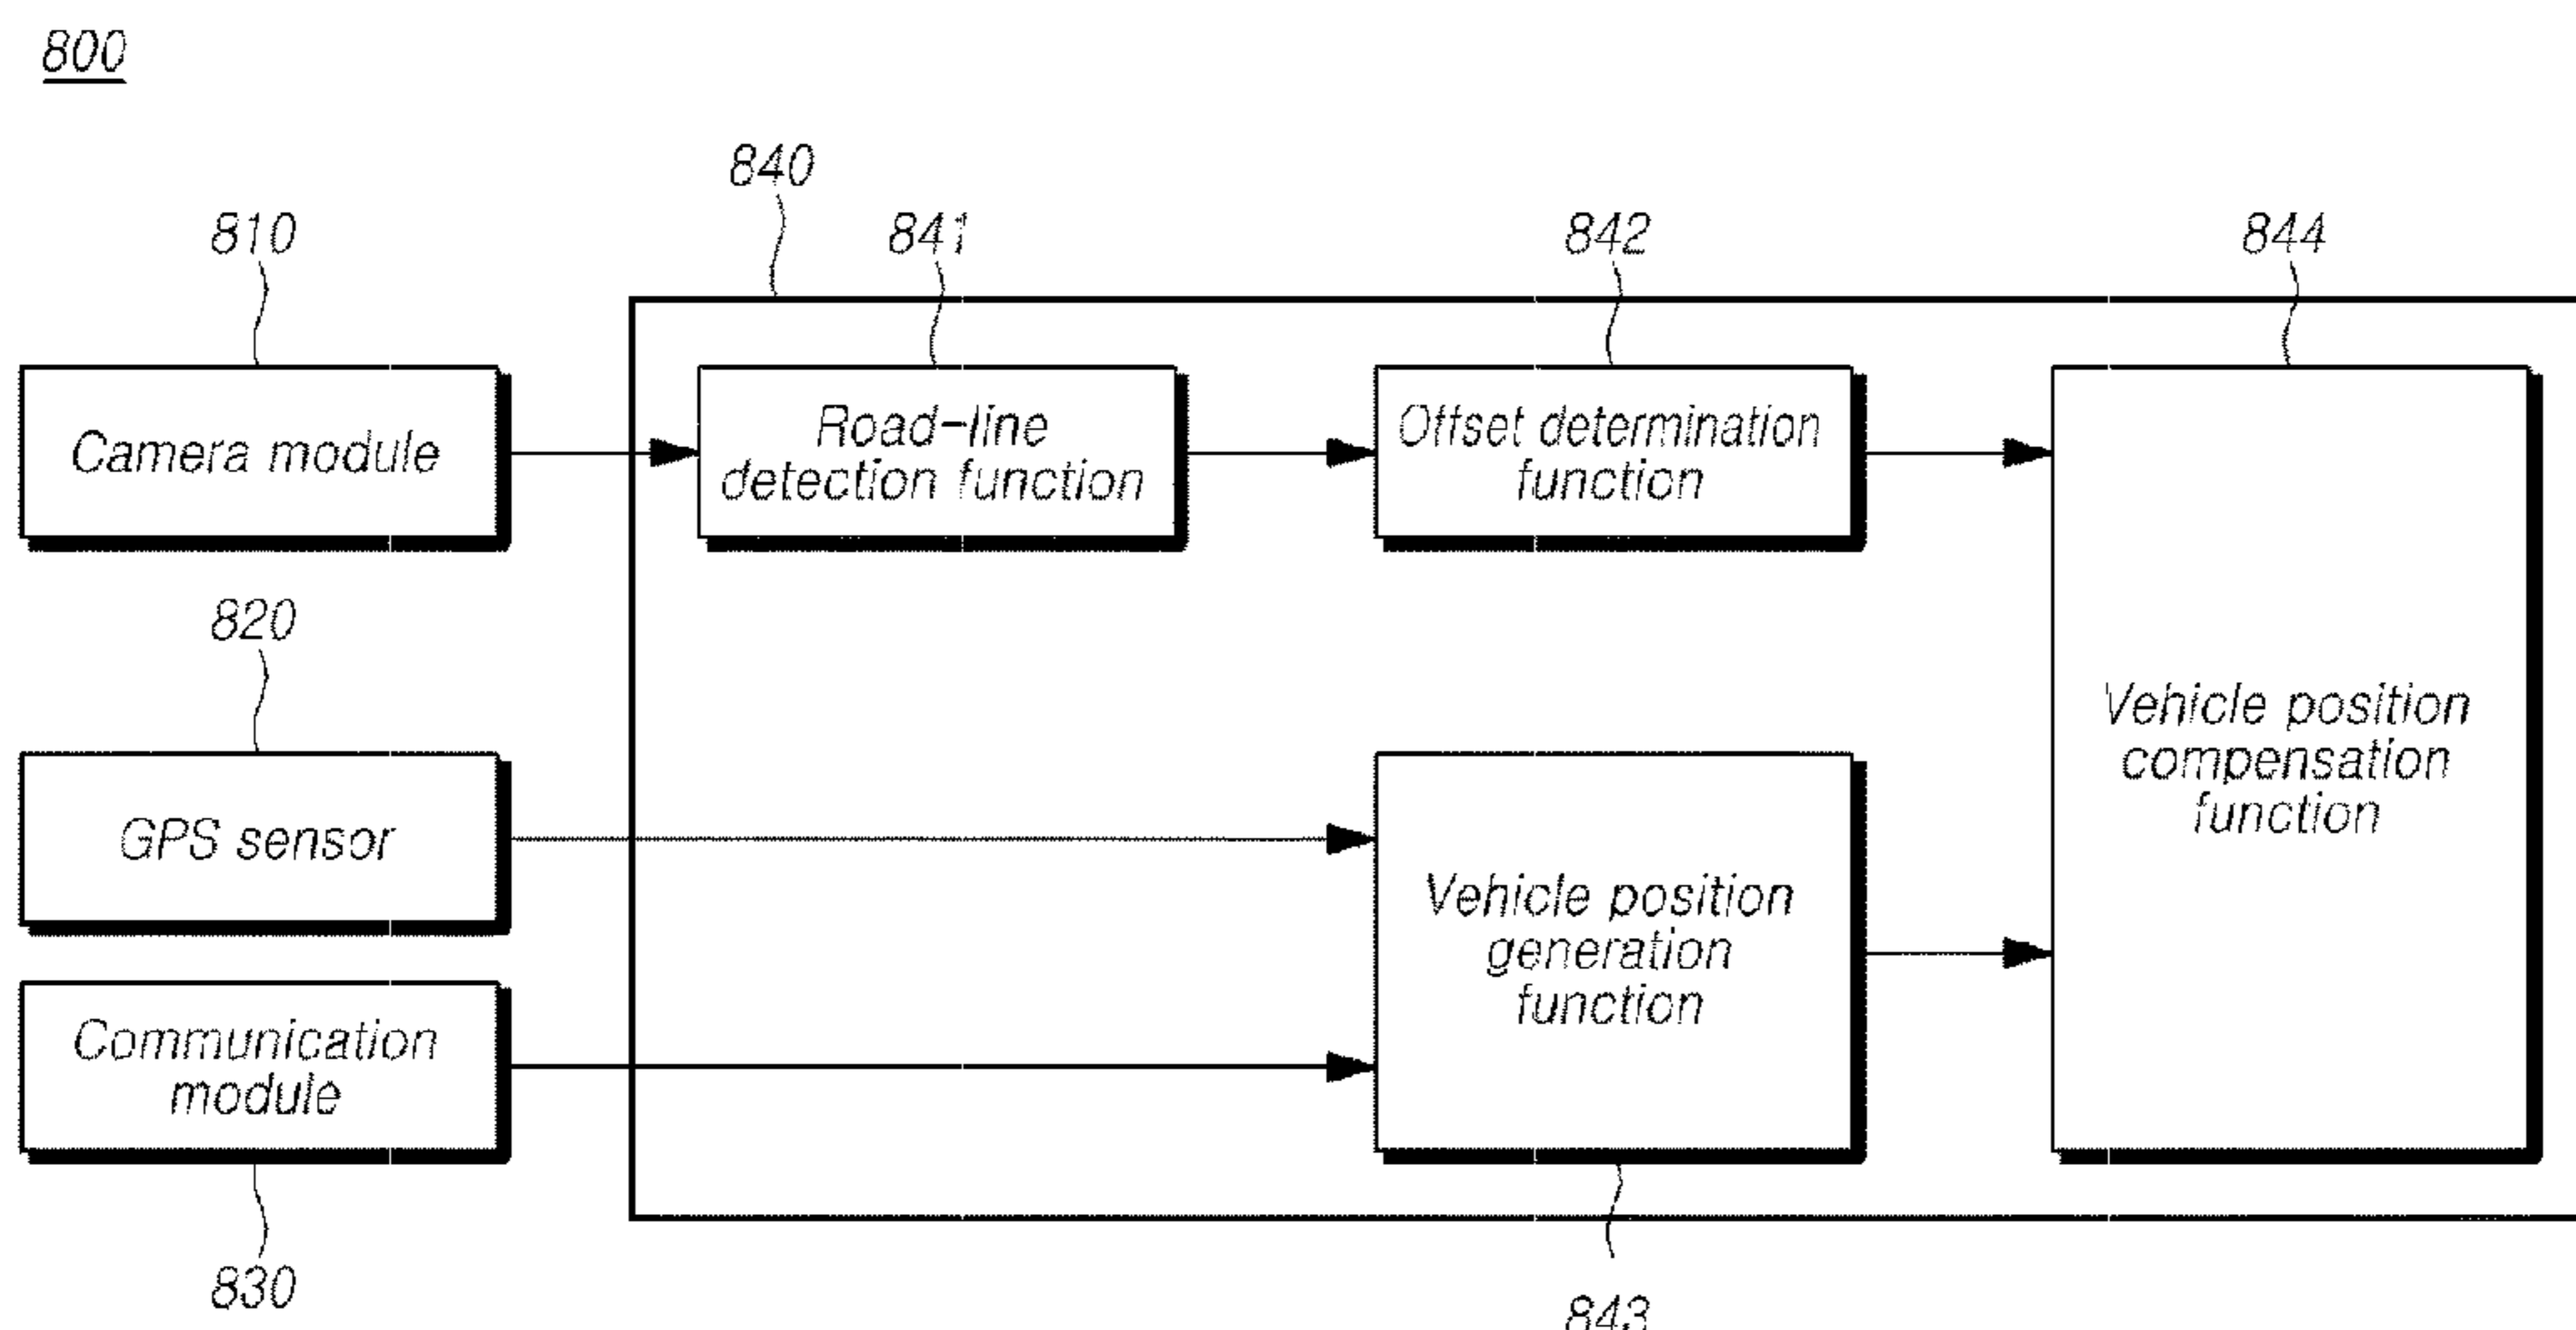 800
840
810
841
842
844
Camera module
Road-line
detection function
Offset determination
function
820
Vehicle position
compensation
function
GPS sensor
Vehicle position
generation
function
Communication
module
830
843